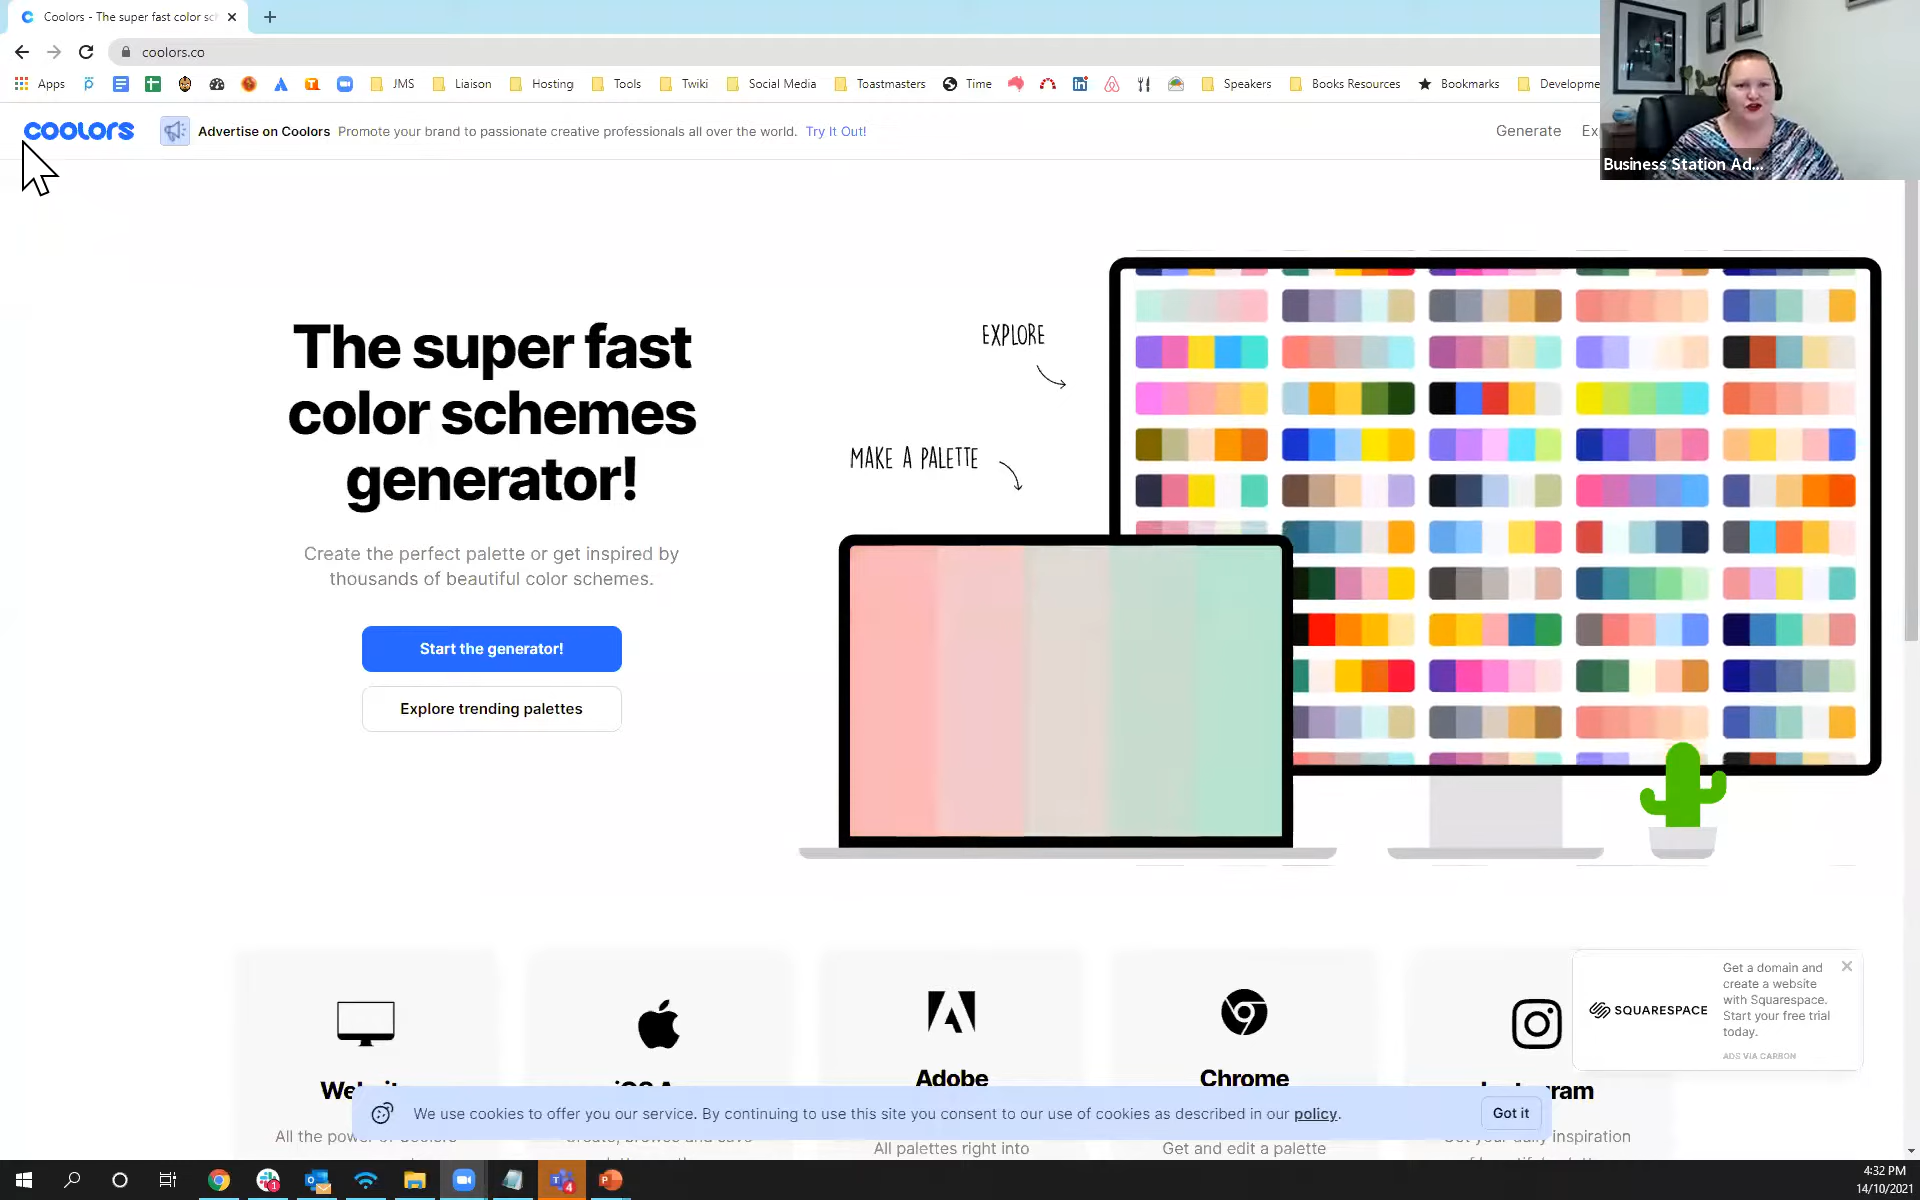 Coolors - The super fast color sc
coolors.co
Apps
JMS
Liaison
Hosting
Tools
Twiki
Social Media
Toastmasters
Time
Speakers
Books Resources
Bookmarks
Developme
Business Station Ad...
coolors
Advertise on Coolors Promote your brand to passionate creative professionals all over the world. Try It Out!
Generate
Ex
The super fast
color schemes
generator!
Create the perfect palette or get inspired by
thousands of beautiful color schemes.
Start the generator!
Explore trending palettes
EXPLORE
MAKE A PALETTE
Adobe
Chrome
All palettes right into
Get and edit a palette
SQUARESPACE
Get a domain and
create a website
with Squarespace.
Start your free trial
today.
ADS VIA CARBON
We use cookies to offer you our service. By continuing to use this site you consent to our use of cookies as described in our policy.
Got it
4:32 PM
14/10/2021